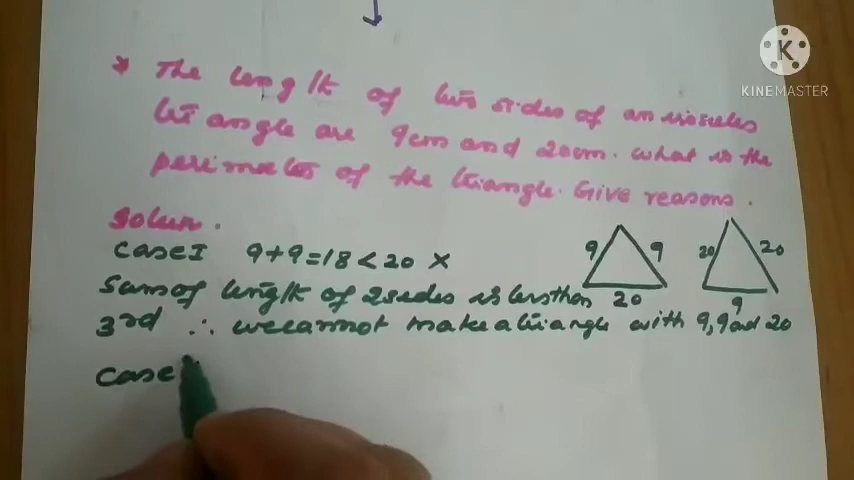 K
KINEMASTER
* The length of two sides of an isosceles
triangle are 9cm and 20cm. what is the
perimeter of the triangle. Give reasons.
Solun.
case I 9+9=18<20 ×
Sum of length of 2 sides is less than
3rd ∴ we cannot make a triangle with 9,9 and 20
case
9 9
20
20 20
9